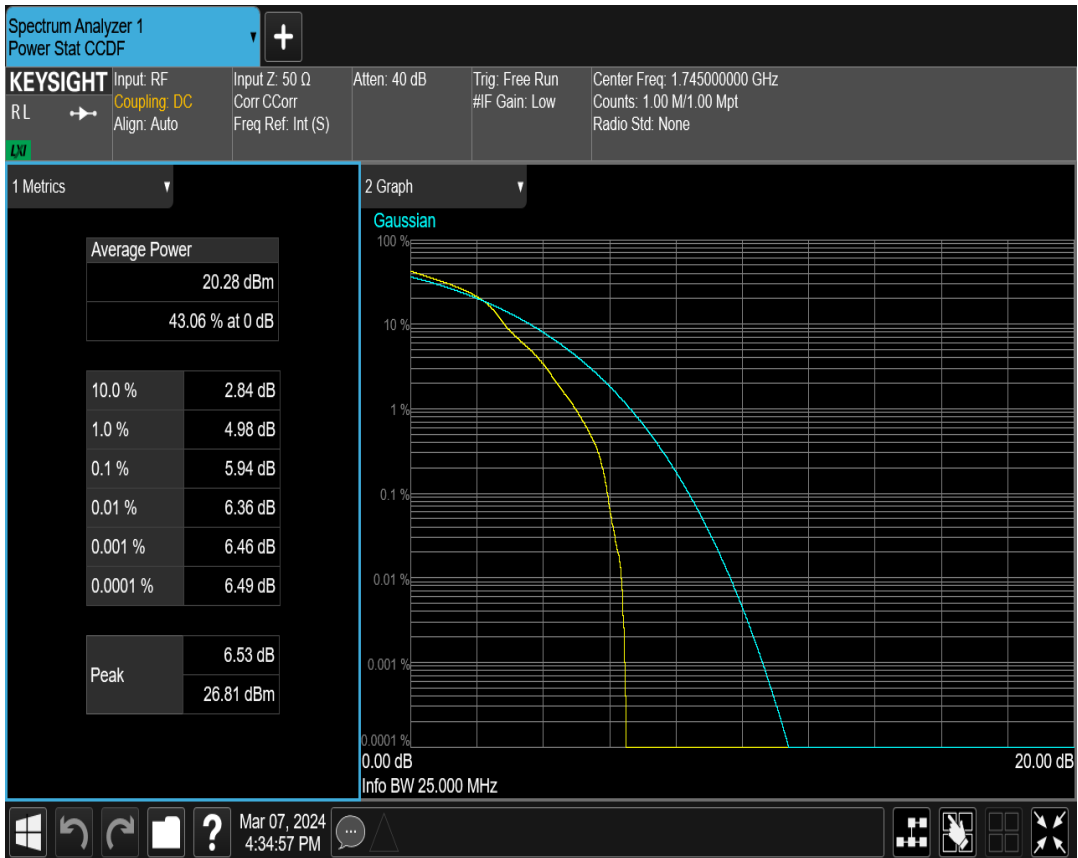 Spectrum Analyzer 1
Power Stat CCDF
KEYSIGHT
RL
LXI
Input: RF
Coupling: DC
Align: Auto
Input Z: 50 Ω
Corr CCorr
Freq Ref: Int (S)
Atten: 40 dB
Trig: Free Run
#IF Gain: Low
Center Freq: 1.745000000 GHz
Counts: 1.00 M/1.00 Mpt
Radio Std: None
1 Metrics
Average Power
20.28 dBm
43.06 % at 0 dB
10.0 % 2.84 dB
1.0 % 4.98 dB
0.1 % 5.94 dB
0.01 % 6.36 dB
0.001 % 6.46 dB
0.0001 % 6.49 dB
Peak
6.53 dB
26.81 dBm
2 Graph
Gaussian
100 %
10 %
1 %
0.1 %
0.01 %
0.001 %
0.0001 %
0.00 dB 20.00 dB
Info BW 25.000 MHz
Mar 07, 2024
4:34:57 PM